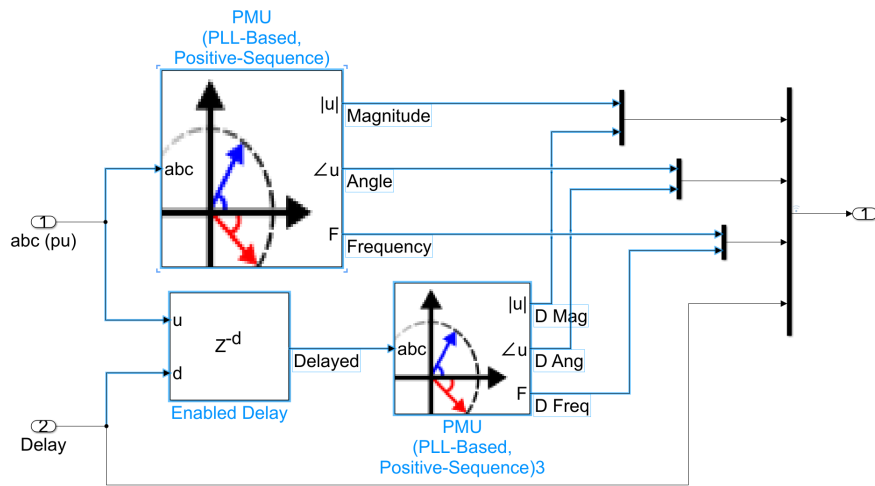 PMU
(PLL-Based,
Positive-Sequence)
|u|
Magnitude
abc
∠u
Angle
1
abc (pu)
F
Frequency
1
u
Z-d
d
Enabled Delay
Delayed
abc
|u|
D Mag
∠u
D Ang
F
D Freq
2
Delay
PMU
(PLL-Based,
Positive-Sequence)3